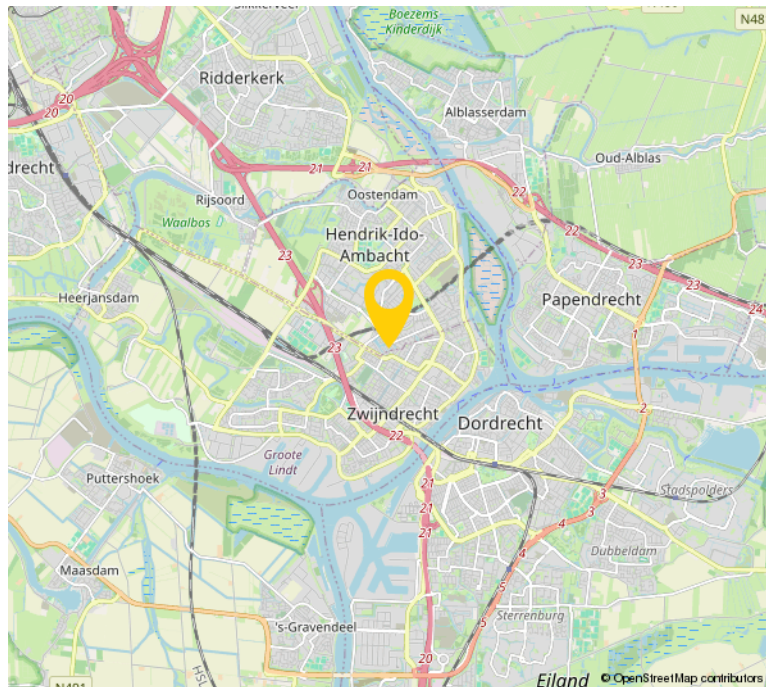 Boezems
Kinderdijk
N48
Ridderkerk
20
20
Alblasserdam
drecht
21
21
Oud-Alblas
Rijsoord
Oostendam
22
Waalbos
Hendrik-Ido-
Ambacht
22
23
23
23
Heerjansdam
Papendrecht
24
23
1
Zwijndrecht
2
22
Dordrecht
Groote
Lindt
Puttershoek
21
Stadspolders
21
3
3
4
4
21
Dubbeldam
Maasdam
5
Sterrenburg
's-Gravendeel
5
20
HSL
Eiland
© OpenStreetMap contributors